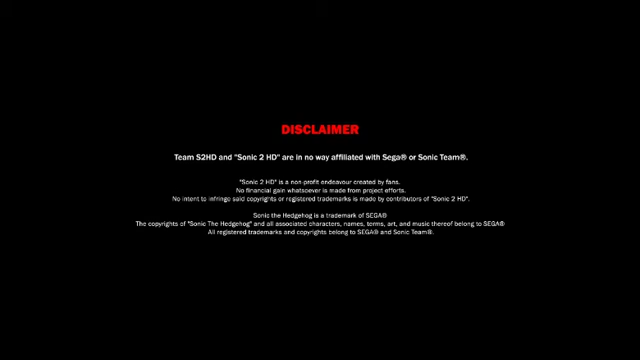 DISCLAIMER
Team S2HD and "Sonic 2 HD" are in no way affiliated with Sega® or Sonic Team®.
"Sonic 2 HD" is a non-profit endeavour created by fans.
No financial gain whatsoever is made from project efforts.
No intent to infringe said copyrights or registered trademarks is made by contributors of "Sonic 2 HD".
Sonic the Hedgehog is a trademark of SEGA®
The copyrights of "Sonic The Hedgehog" and all associated characters, names, terms, art, and music thereof belong to SEGA®
All registered trademarks and copyrights belong to SEGA® and Sonic Team®.